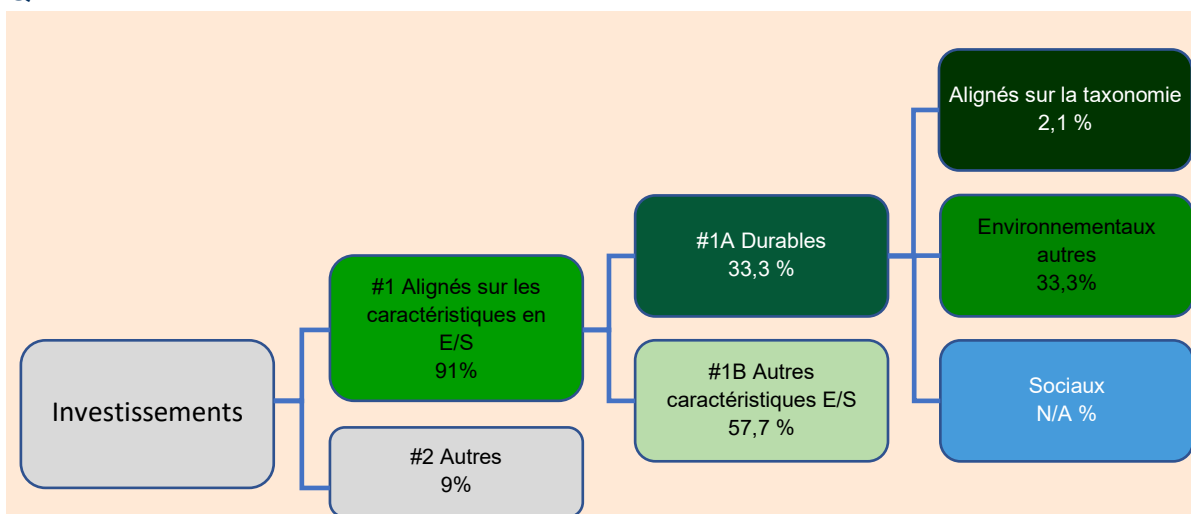 Investissements
#1 Alignés sur les
caractéristiques en
E/S
91%
#2 Autres
9%
#1A Durables
33,3 %
#1B Autres
caractéristiques E/S
57,7 %
Alignés sur la taxonomie
2,1 %
Environnementaux
autres
33,3%
Sociaux
N/A %